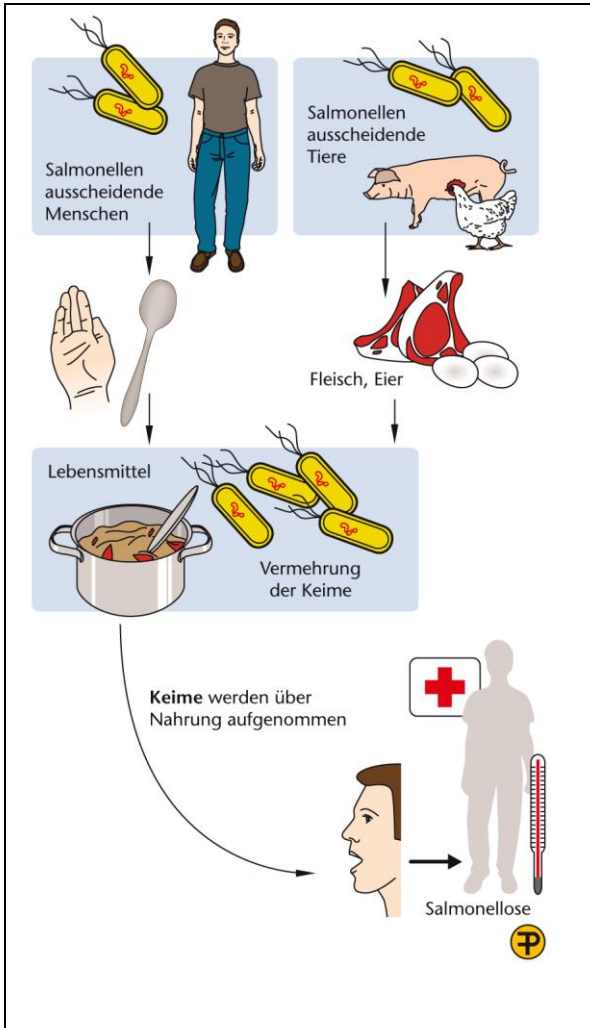 Salmonellen
ausscheidende
Menschen
Salmonellen
ausscheidende
Tiere
Fleisch, Eier
Lebensmittel
Vermehrung
der Keime
Keime werden über
Nahrung aufgenommen
Salmonellose